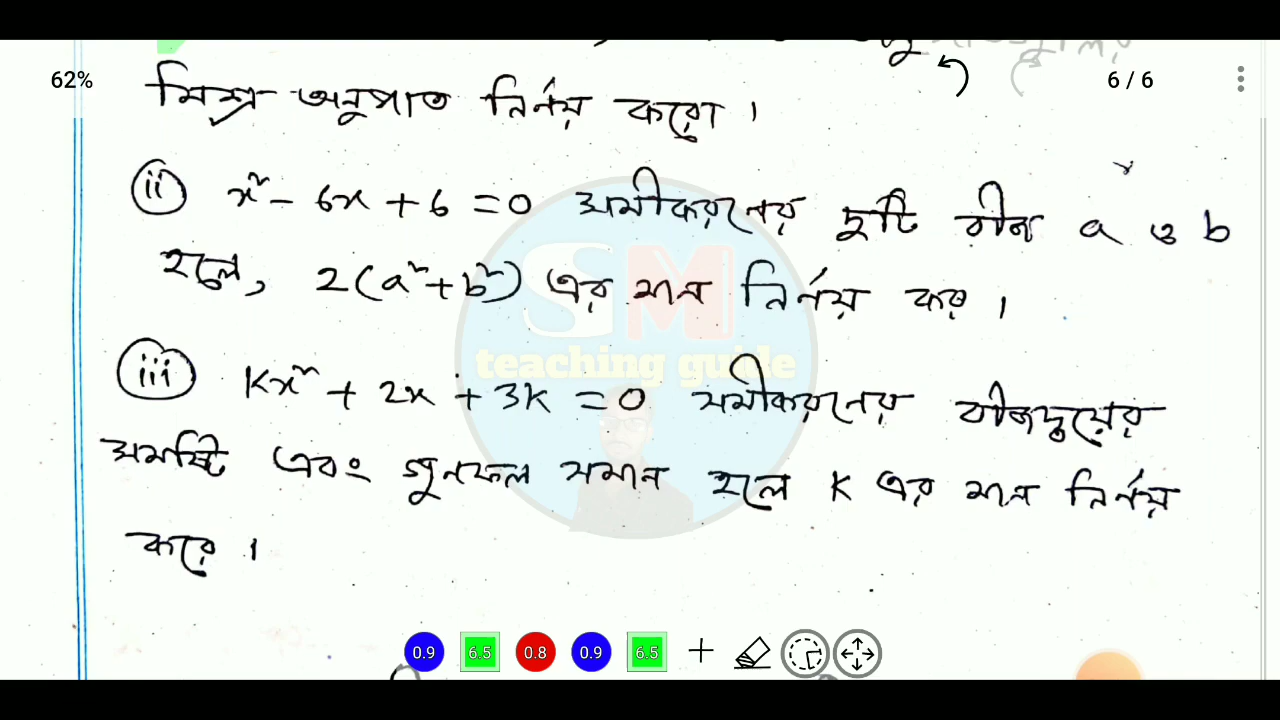 62%
6 / 6
মিশ্র অনুপাত নির্ণয় করো ।
ii x² - 6x + 6 = 0 সমীকরণের দুটি বীজ a ও b
হলে, 2(a² + b²) এর মান নির্ণয় কর ।
iii Kx² + 2x + 3k = 0 সমীকরণের বীজদ্বয়ের
সমষ্টি এবং গুনফল সমান হলে K এর মান নির্ণয়
করে ।
SM
teaching guide
0.9 6.5 0.8 0.9 6.5